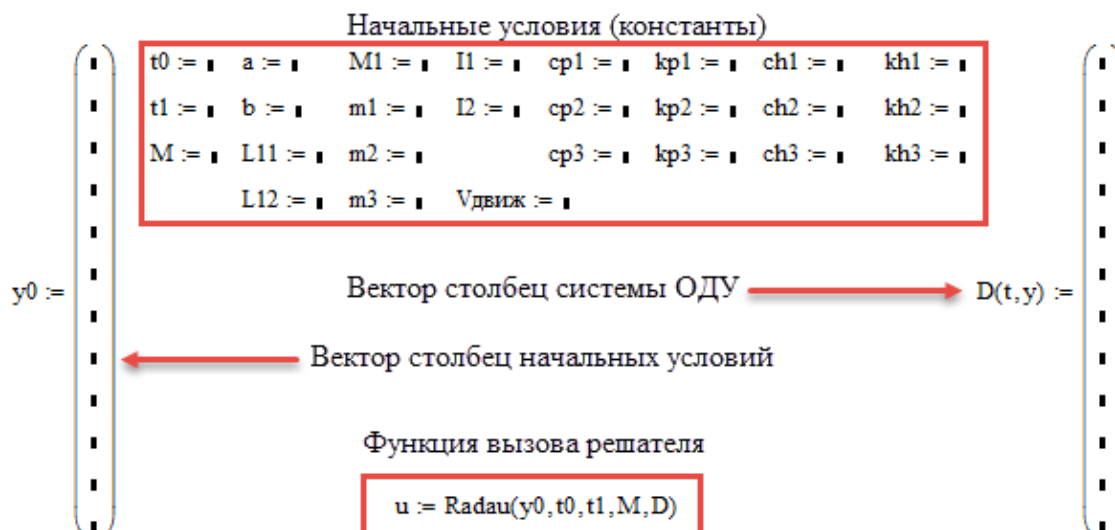 Начальные условия (константы)
t0 := ▮ a := ▮ M1 := ▮ I1 := ▮ cp1 := ▮ kp1 := ▮ ch1 := ▮ kh1 := ▮
t1 := ▮ b := ▮ m1 := ▮ I2 := ▮ cp2 := ▮ kp2 := ▮ ch2 := ▮ kh2 := ▮
M := ▮ L11 := ▮ m2 := ▮ cp3 := ▮ kp3 := ▮ ch3 := ▮ kh3 := ▮
L12 := ▮ m3 := ▮ Vдвиж := ▮
y0 :=
Вектор столбец системы ОДУ
D(t,y) :=
Вектор столбец начальных условий
Функция вызова решателя
u := Radau(y0,t0,t1,M,D)